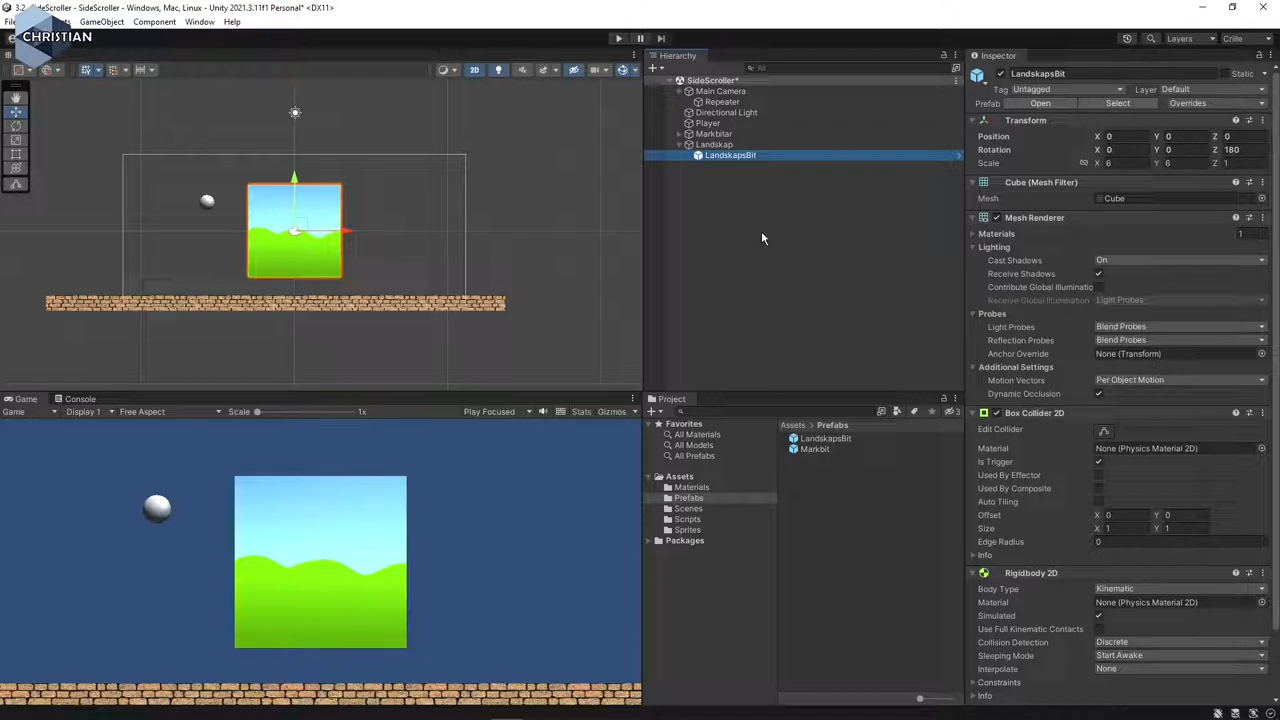 3.2 - SideScroller - Windows, Mac, Linux - Unity 2021.3.11f1 Personal* <DX11>
GameObject Component Window Help
CHRISTIAN
Layers Crille
2D
Hierarchy
All
SideScroller*
Main Camera
Repeater
Directional Light
Player
Markbitar
Landskap
LandskapsBit
Inspector
LandskapsBit Static
Tag Untagged Layer Default
Prefab Open Select Overrides
Transform
Position X 0 Y 0 Z 0
Rotation X 0 Y 0 Z 180
Scale X 6 Y 6 Z 1
Cube (Mesh Filter)
Mesh Cube
Mesh Renderer
Materials 1
Lighting
Cast Shadows On
Receive Shadows
Contribute Global Illuminatio
Receive Global Illumination Light Probes
Probes
Light Probes Blend Probes
Reflection Probes Blend Probes
Anchor Override None (Transform)
Additional Settings
Motion Vectors Per Object Motion
Dynamic Occlusion
Box Collider 2D
Edit Collider
Material None (Physics Material 2D)
Is Trigger
Used By Effector
Used By Composite
Auto Tiling
Offset X 0 Y 0
Size X 1 Y 1
Edge Radius 0
Info
Rigidbody 2D
Body Type Kinematic
Material None (Physics Material 2D)
Simulated
Use Full Kinematic Contacts
Collision Detection Discrete
Sleeping Mode Start Awake
Interpolate None
Constraints
Info
Game Console
Game Display 1 Free Aspect Scale 1x Play Focused Stats Gizmos
Project
3
Favorites
All Materials
All Models
All Prefabs
Assets
Materials
Prefabs
Scenes
Scripts
Sprites
Packages
Assets > Prefabs
LandskapsBit
Markbit